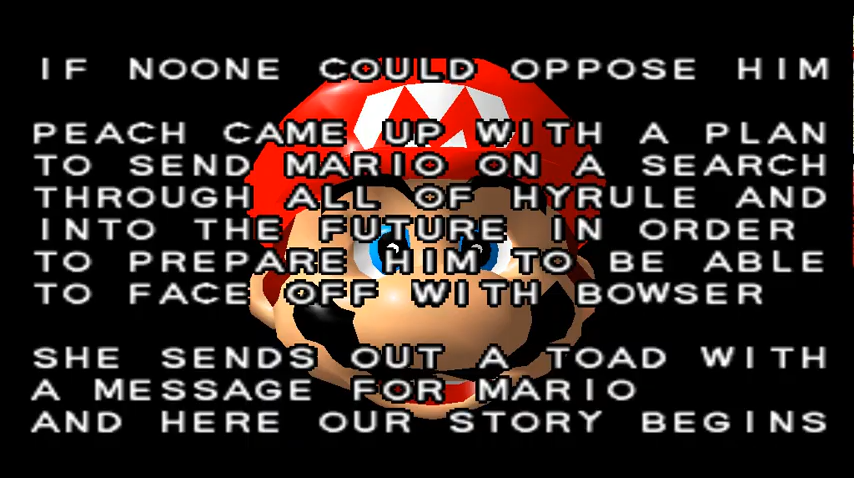 IF NOONE COULD OPPOSE HIM
PEACH CAME UP WITH A PLAN
TO SEND MARIO ON A SEARCH
THROUGH ALL OF HYRULE AND
INTO THE FUTURE IN ORDER
TO PREPARE HIM TO BE ABLE
TO FACE OFF WITH BOWSER
SHE SENDS OUT A TOAD WITH
A MESSAGE FOR MARIO
AND HERE OUR STORY BEGINS